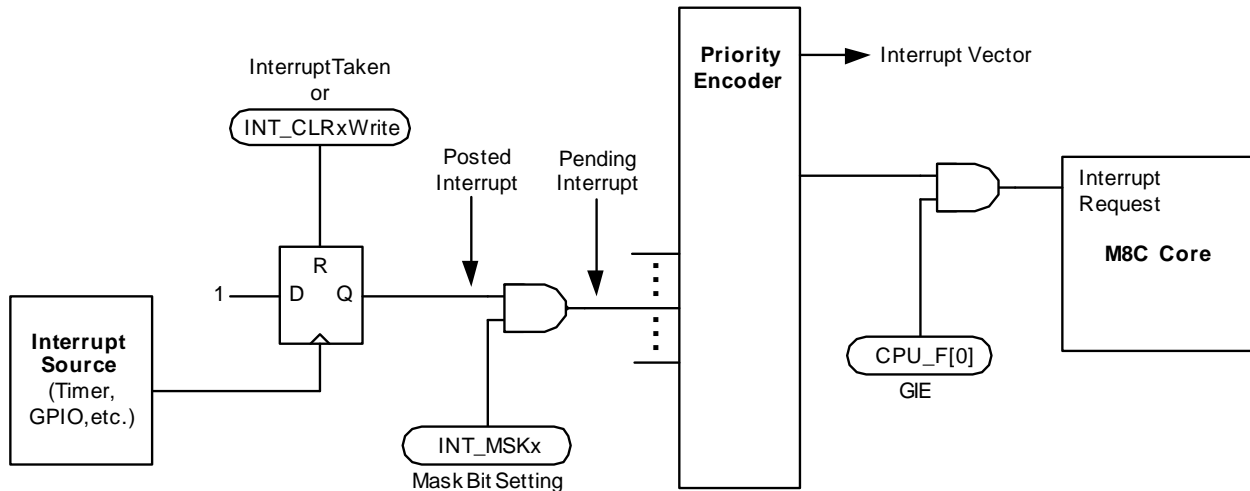 InterruptTaken
or
INT_CLRxWrite
Posted
Interrupt
Pending
Interrupt
Priority
Encoder
Interrupt Vector
Interrupt
Request
M8C Core
R
1
D
Q
Interrupt
Source
(Timer,
GPIO,etc.)
INT_MSKx
Mask Bit Setting
CPU_F[0]
GIE